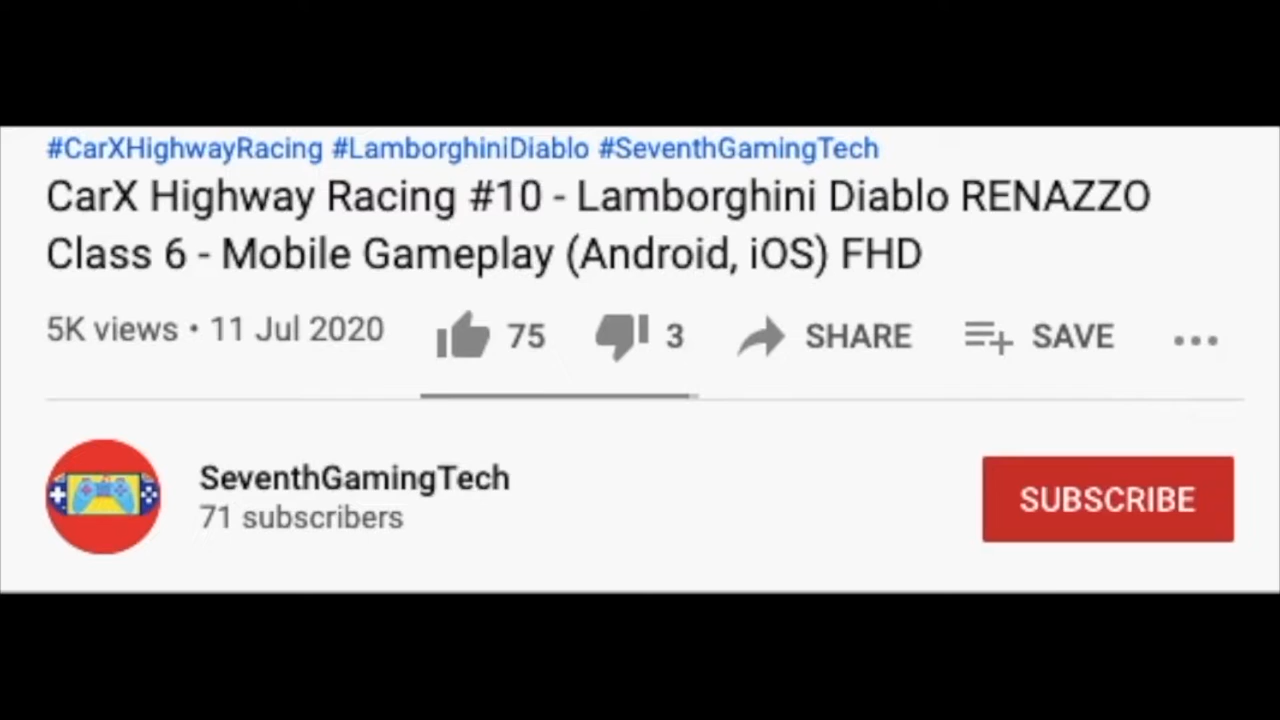 #CarXHighwayRacing #LamborghiniDiablo #SeventhGamingTech
CarX Highway Racing #10 - Lamborghini Diablo RENAZZO
Class 6 - Mobile Gameplay (Android, iOS) FHD
5K views • 11 Jul 2020 75 3 SHARE SAVE
SeventhGamingTech
71 subscribers
SUBSCRIBE